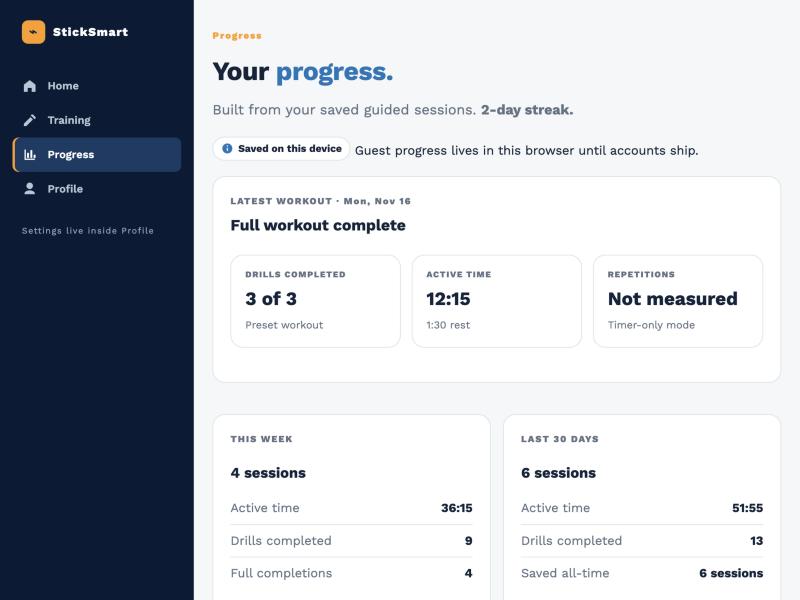 StickSmart
Home
Training
Progress
Profile
Settings live inside Profile
Progress
Your progress.
Built from your saved guided sessions. 2-day streak.
Saved on this device Guest progress lives in this browser until accounts ship.
LATEST WORKOUT · Mon, Nov 16
Full workout complete
DRILLS COMPLETED
3 of 3
Preset workout
ACTIVE TIME
12:15
1:30 rest
REPETITIONS
Not measured
Timer-only mode
THIS WEEK
4 sessions
Active time 36:15
Drills completed 9
Full completions 4
LAST 30 DAYS
6 sessions
Active time 51:55
Drills completed 13
Saved all-time 6 sessions